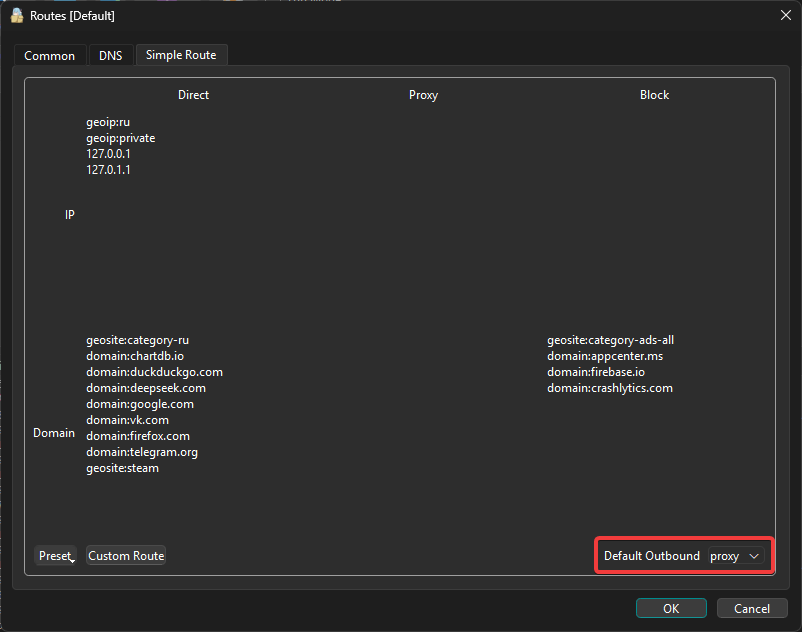 Routes [Default]
Common DNS Simple Route
Direct Proxy Block
IP
geoip:ru
geoip:private
127.0.0.1
127.0.1.1
Domain
geosite:category-ru
domain:chartdb.io
domain:duckduckgo.com
domain:deepseek.com
domain:google.com
domain:vk.com
domain:firefox.com
domain:telegram.org
geosite:steam
geosite:category-ads-all
domain:appcenter.ms
domain:firebase.io
domain:crashlytics.com
Preset Custom Route Default Outbound proxy
OK Cancel